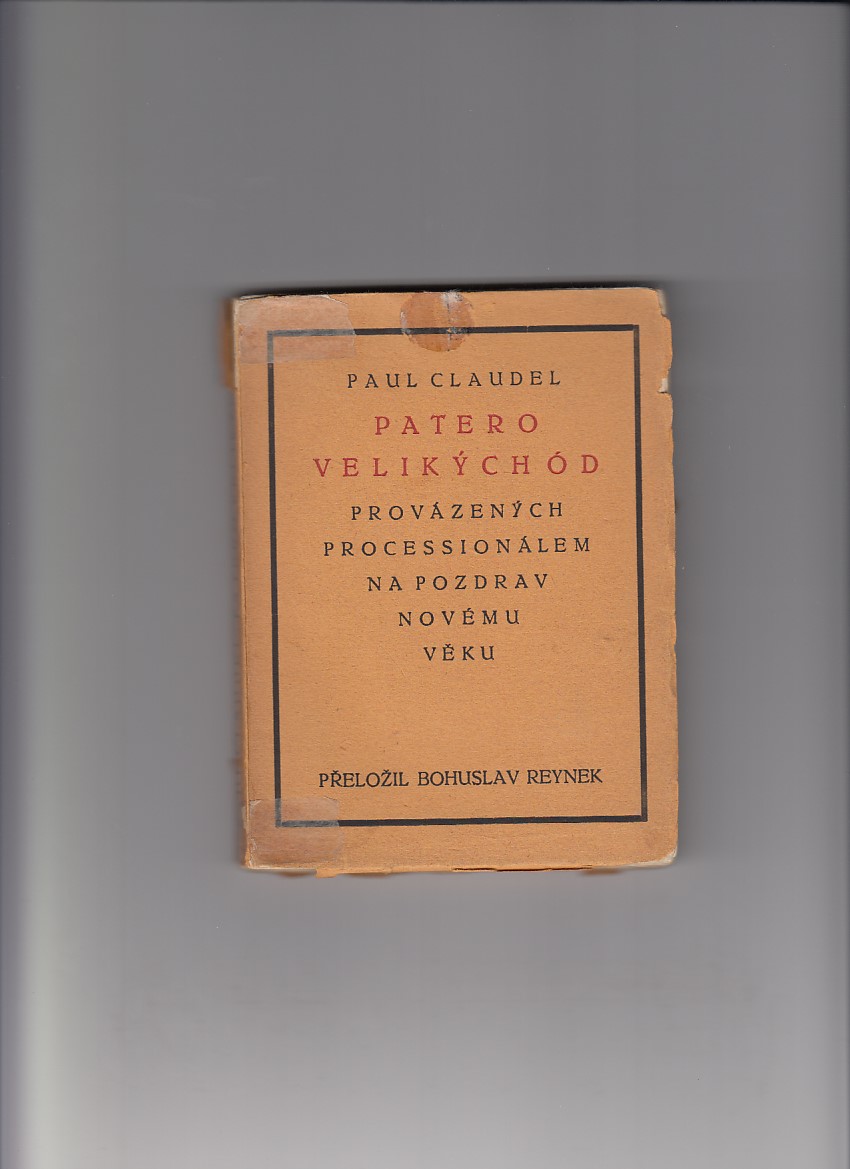 PAUL CLAUDEL
PATERO
VELIKÝCH ÓD
PROVÁZENÝCH
PROCESSIONÁLEM
NA POZDRAV
NOVÉMU
VĚKU
PŘELOŽIL BOHUSLAV REYNEK